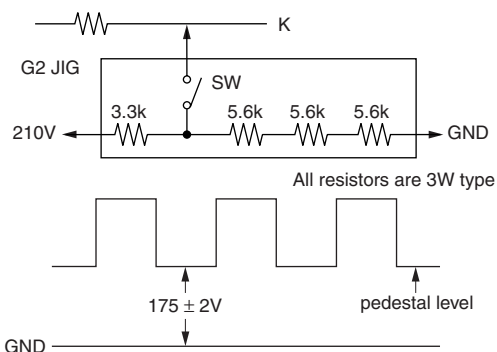 K
G2 JIG
SW
3.3k 5.6k 5.6k 5.6k
210V GND
All resistors are 3W type
175 ± 2V pedestal level
GND